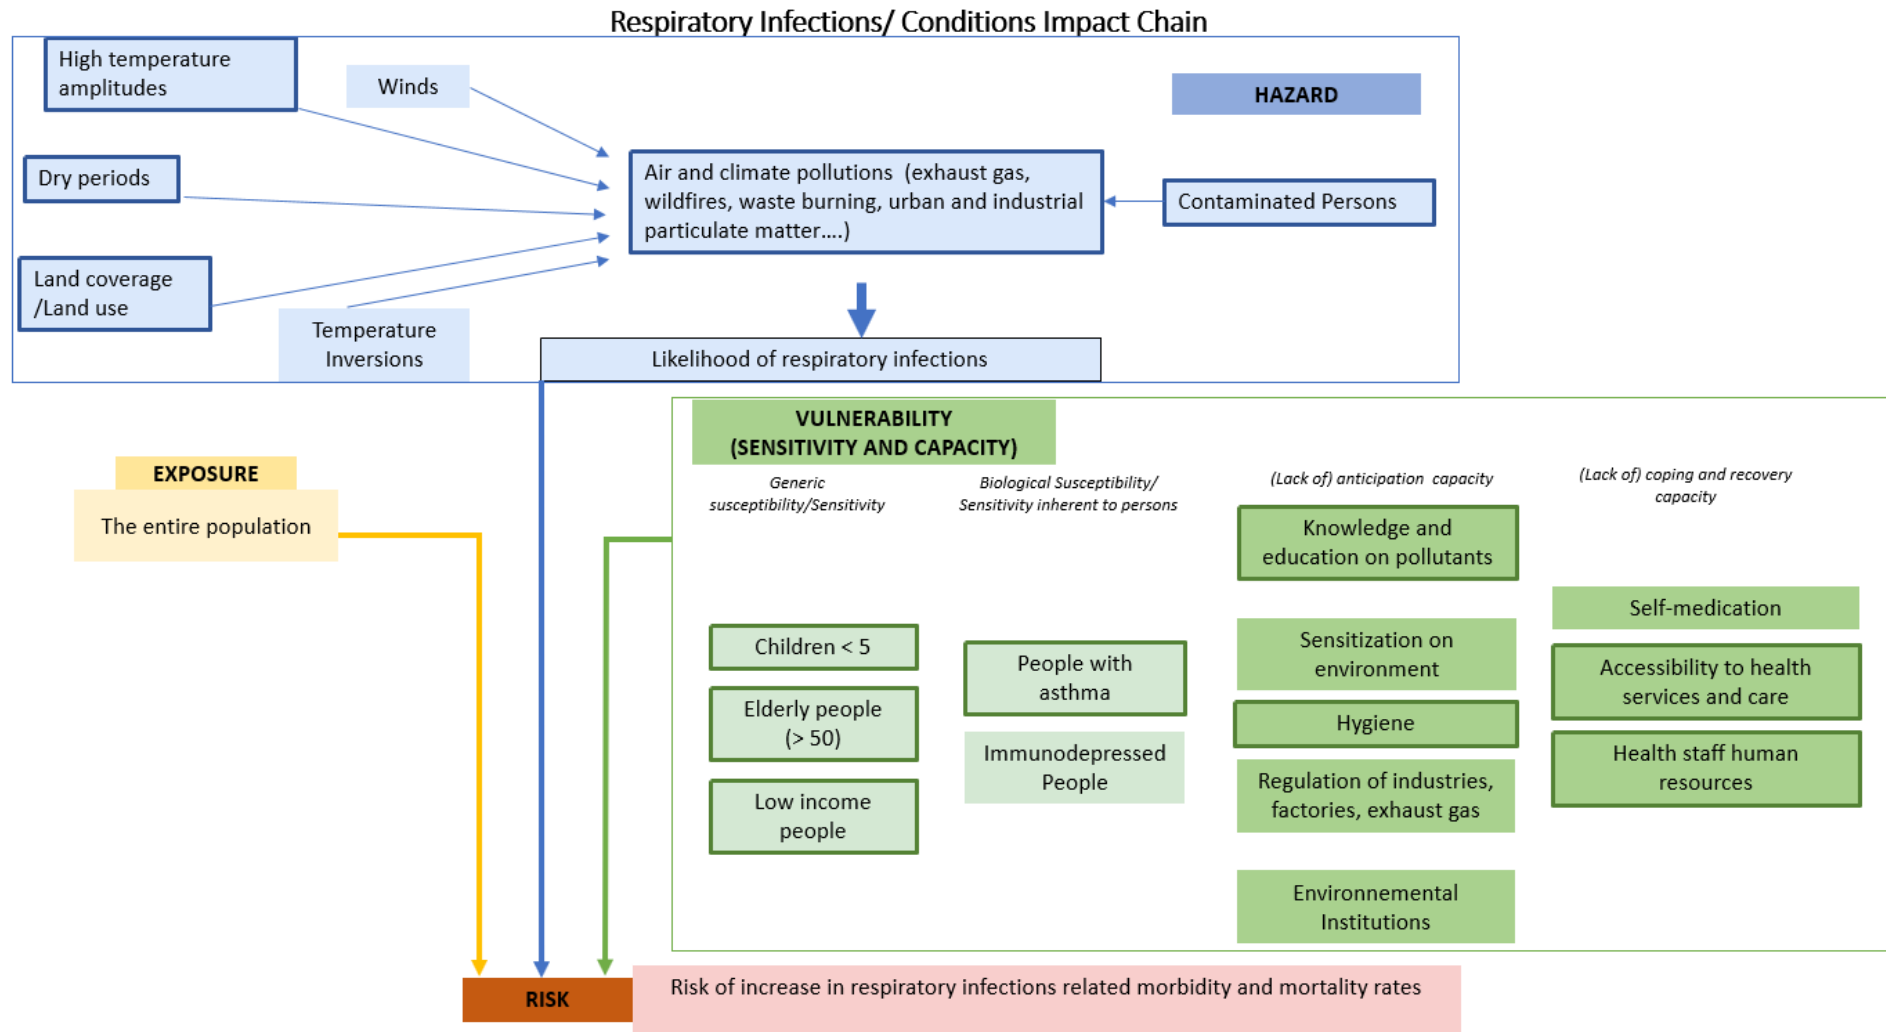 Respiratory Infections/ Conditions Impact Chain
High temperature
amplitudes
Winds
HAZARD
Dry periods
Air and climate pollutions  (exhaust gas,
wildfires, waste burning, urban and industrial
particulate matter….)
Contaminated Persons
Land coverage
/Land use
Temperature
Inversions
Likelihood of respiratory infections
VULNERABILITY
(SENSITIVITY AND CAPACITY)
EXPOSURE
The entire population
Generic
susceptibility/Sensitivity
Children < 5
Elderly people
(> 50)
Low income
people
Biological Susceptibility/
Sensitivity inherent to persons
People with
asthma
Immunodepressed
People
(Lack of) anticipation  capacity
Knowledge and
education on pollutants
Sensitization on
environment
Hygiene
Regulation of industries,
factories, exhaust gas
Environnemental
Institutions
(Lack of) coping and recovery
capacity
Self-medication
Accessibility to health
services and care
Health staff human
resources
RISK
Risk of increase in respiratory infections related morbidity and mortality rates